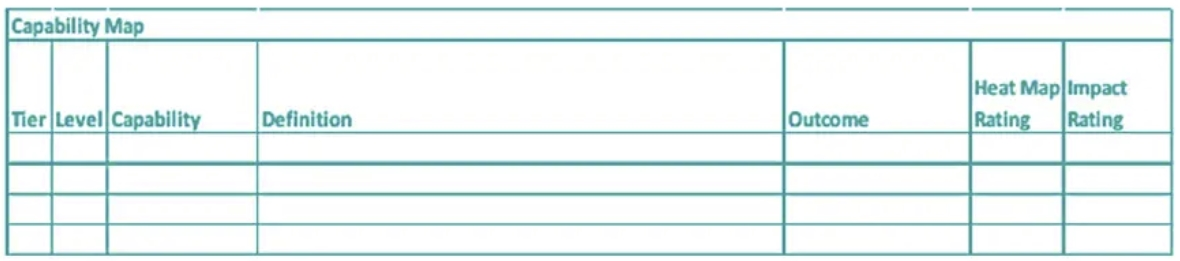 Capability Map
Heat Map Impact
Tier Level Capability Definition Outcome Rating Rating